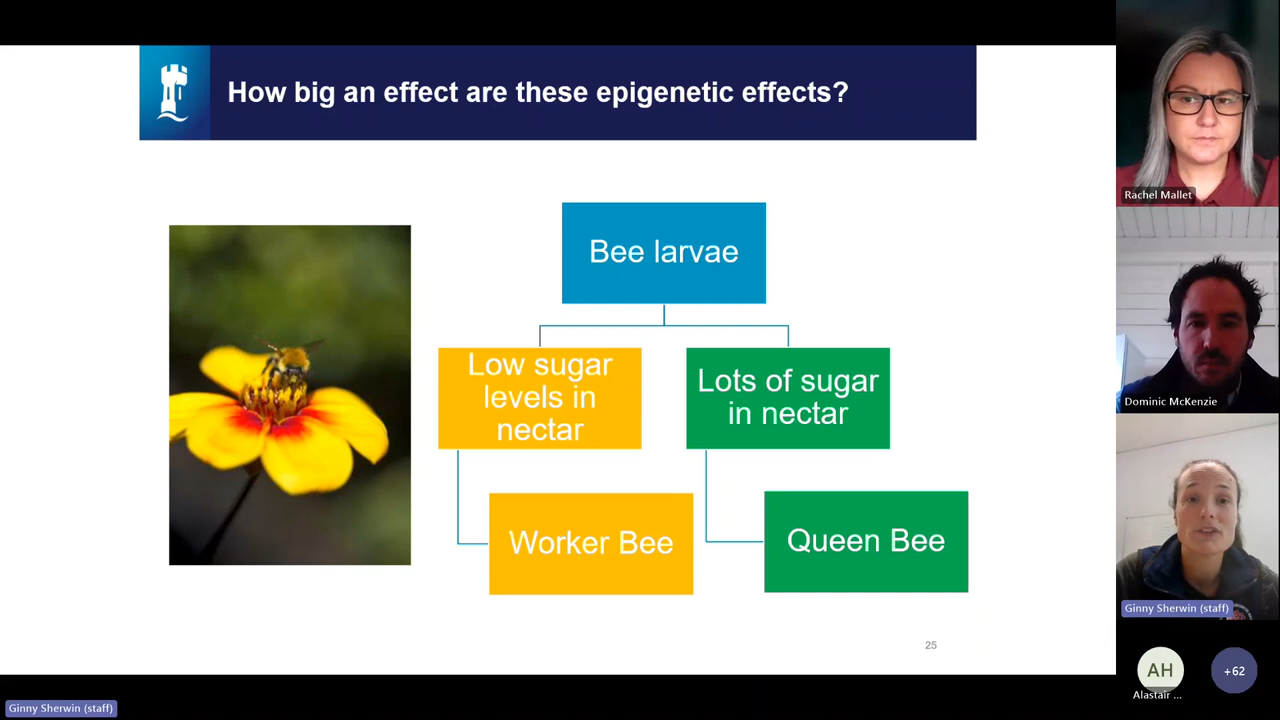 How big an effect are these epigenetic effects?
Bee larvae
Low sugar
levels in
nectar
Lots of sugar
in nectar
Worker Bee
Queen Bee
25
Rachel Mallet
Dominic McKenzie
Ginny Sherwin (staff)
AH
Alastair ...
+62
Ginny Sherwin (staff)